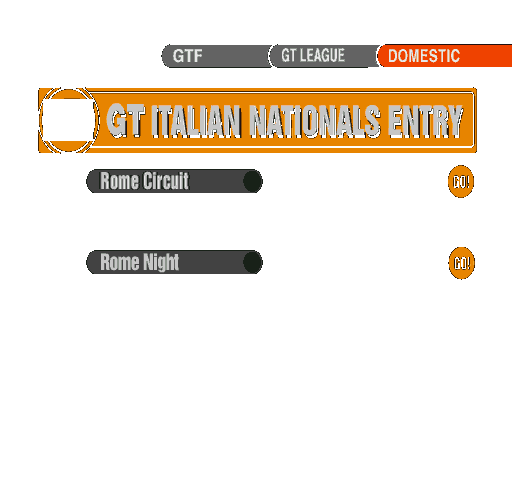 GTF GT LEAGUE DOMESTIC
GT ITALIAN NATIONALS ENTRY
Rome Circuit GO!
Rome Night GO!